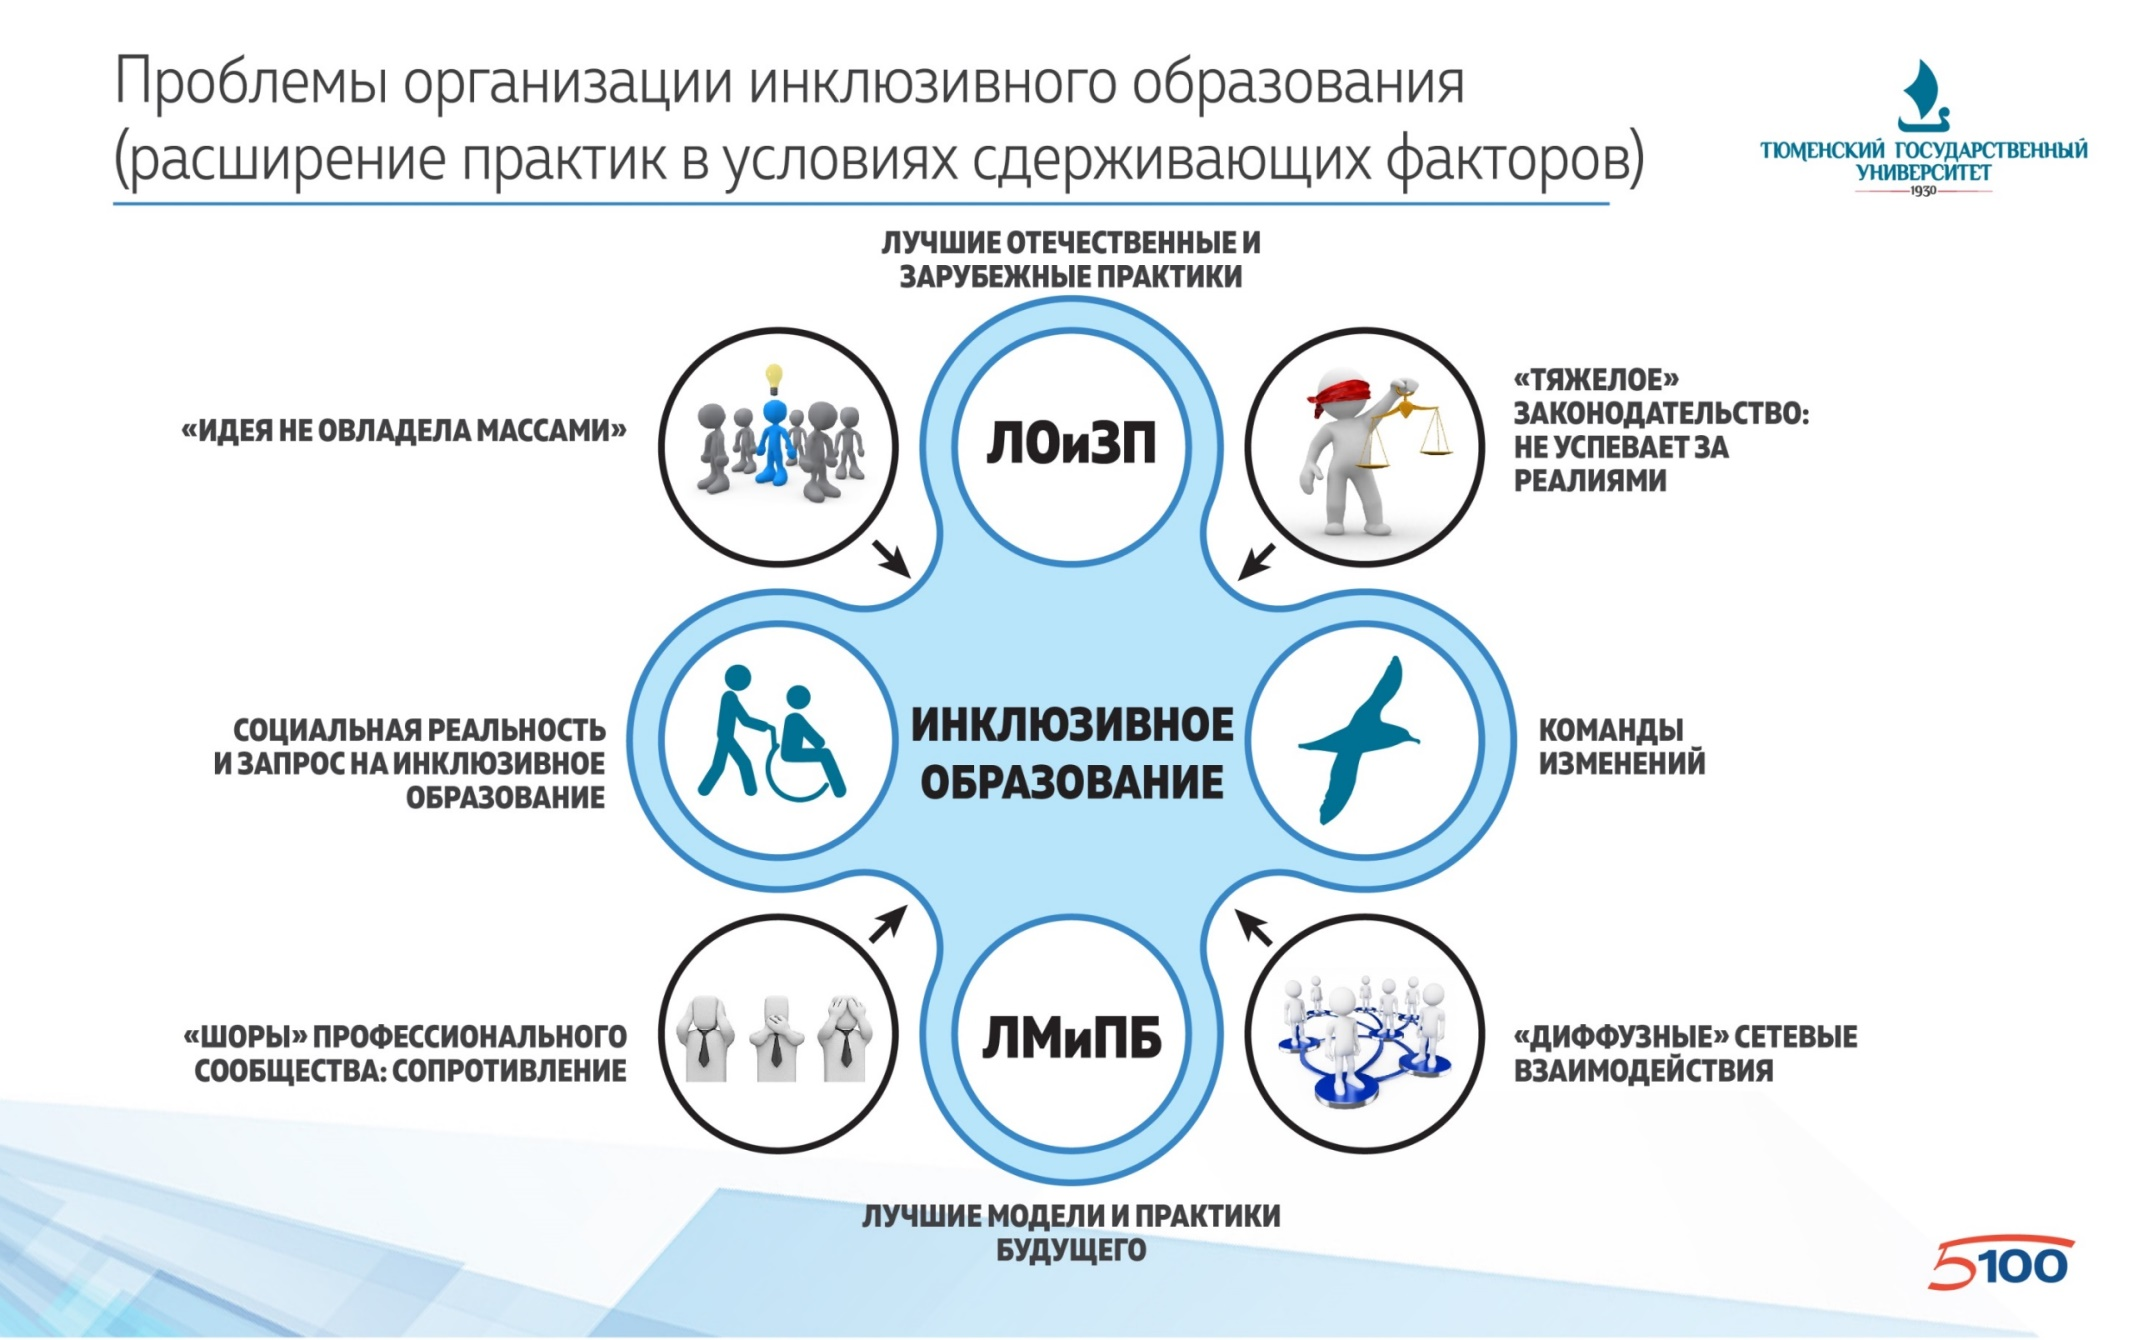 Проблемы организации инклюзивного образования
(расширение практик в условиях сдерживающих факторов)
ТЮМЕНСКИЙ ГОСУДАРСТВЕННЫЙ
УНИВЕРСИТЕТ
1930
ЛУЧШИЕ ОТЕЧЕСТВЕННЫЕ И
ЗАРУБЕЖНЫЕ ПРАКТИКИ
«ИДЕЯ НЕ ОВЛАДЕЛА МАССАМИ»
ЛОиЗП
«ТЯЖЕЛОЕ»
ЗАКОНОДАТЕЛЬСТВО:
НЕ УСПЕВАЕТ ЗА
РЕАЛИЯМИ
СОЦИАЛЬНАЯ РЕАЛЬНОСТЬ
И ЗАПРОС НА ИНКЛЮЗИВНОЕ
ОБРАЗОВАНИЕ
ИНКЛЮЗИВНОЕ
ОБРАЗОВАНИЕ
КОМАНДЫ
ИЗМЕНЕНИЙ
«ШОРЫ» ПРОФЕССИОНАЛЬНОГО
СООБЩЕСТВА: СОПРОТИВЛЕНИЕ
ЛМиПБ
«ДИФФУЗНЫЕ» СЕТЕВЫЕ
ВЗАИМОДЕЙСТВИЯ
ЛУЧШИЕ МОДЕЛИ И ПРАКТИКИ
БУДУЩЕГО
5100